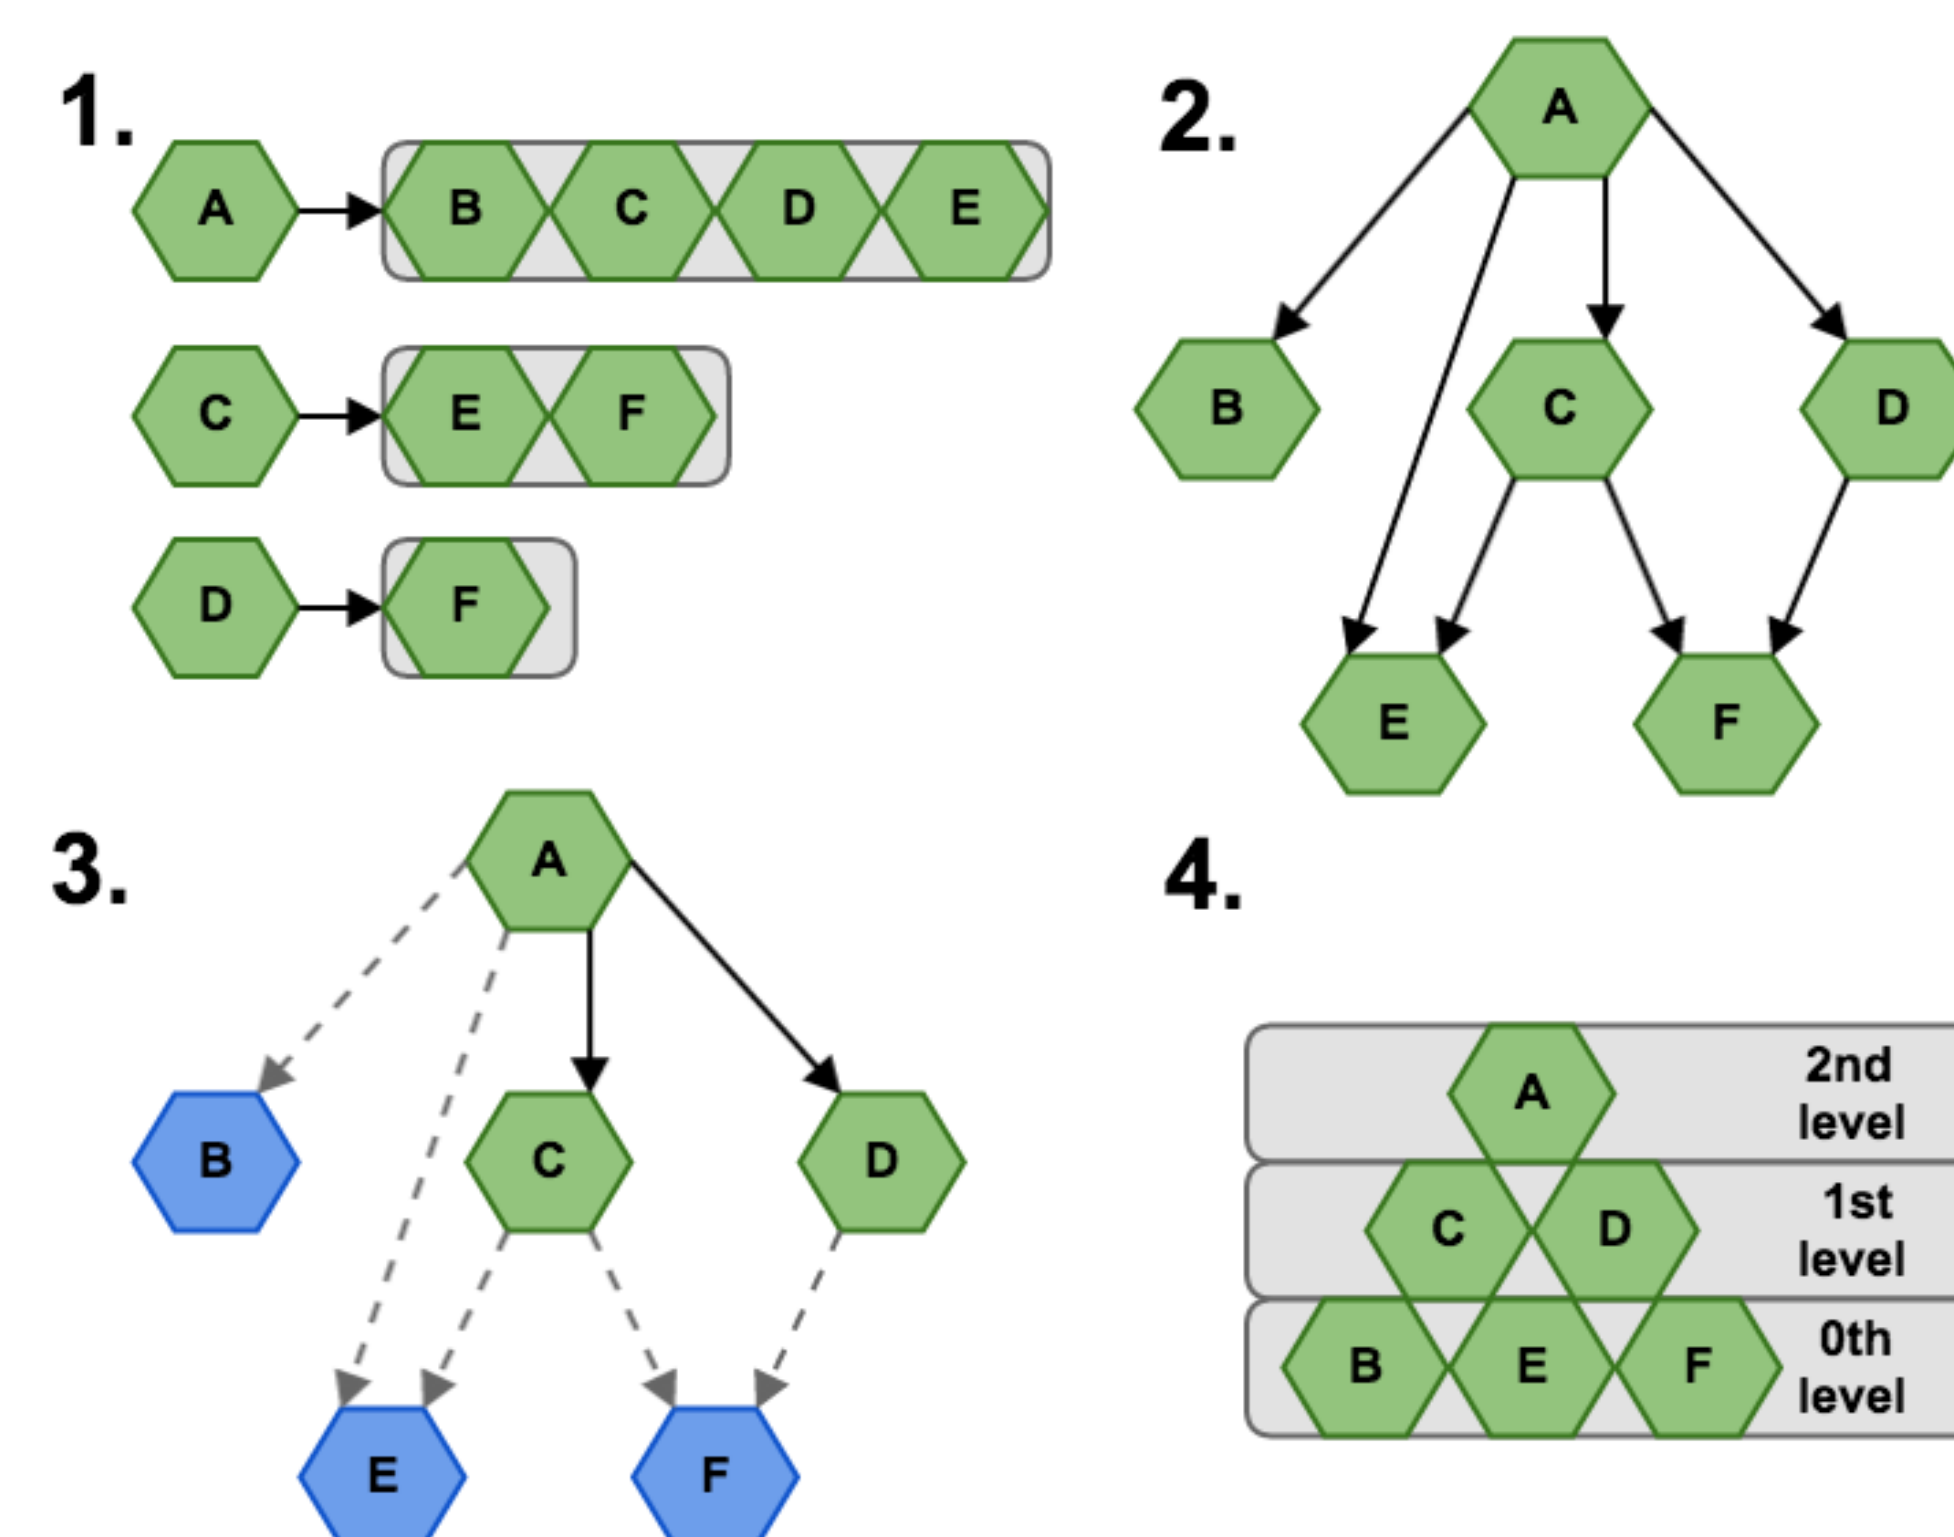 1.
A B C D E
C E F
D F
2.
A
B C D
E F
3.
A
B C D
E F
4.
A 2nd level
C D 1st level
B E F 0th level